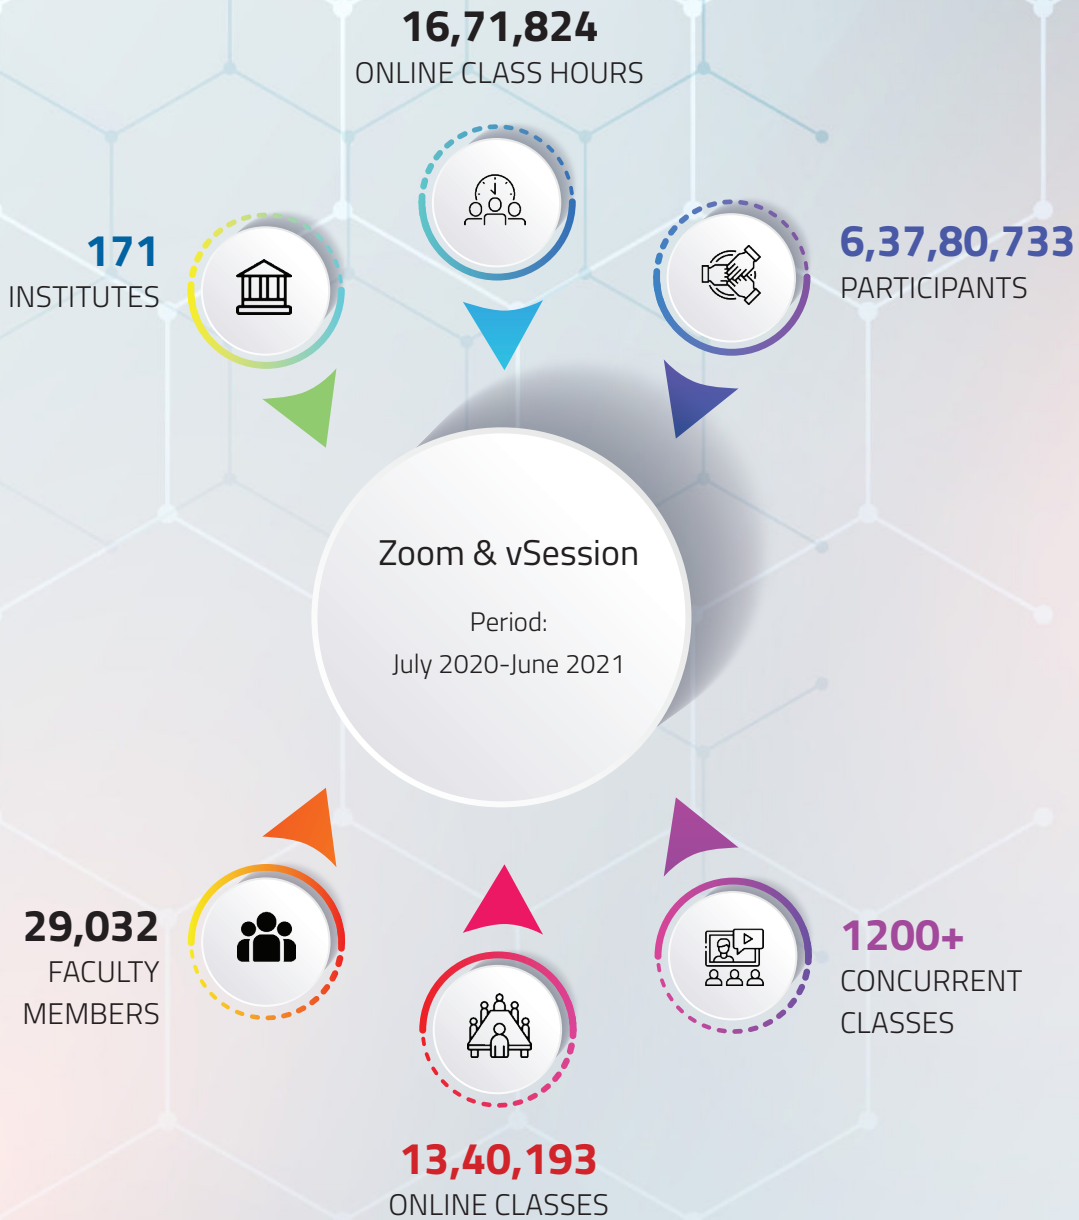 16,71,824
ONLINE CLASS HOURS
171
INSTITUTES
6,37,80,733
PARTICIPANTS
Zoom & vSession
Period:
July 2020-June 2021
29,032
FACULTY
MEMBERS
1200+
CONCURRENT
CLASSES
13,40,193
ONLINE CLASSES